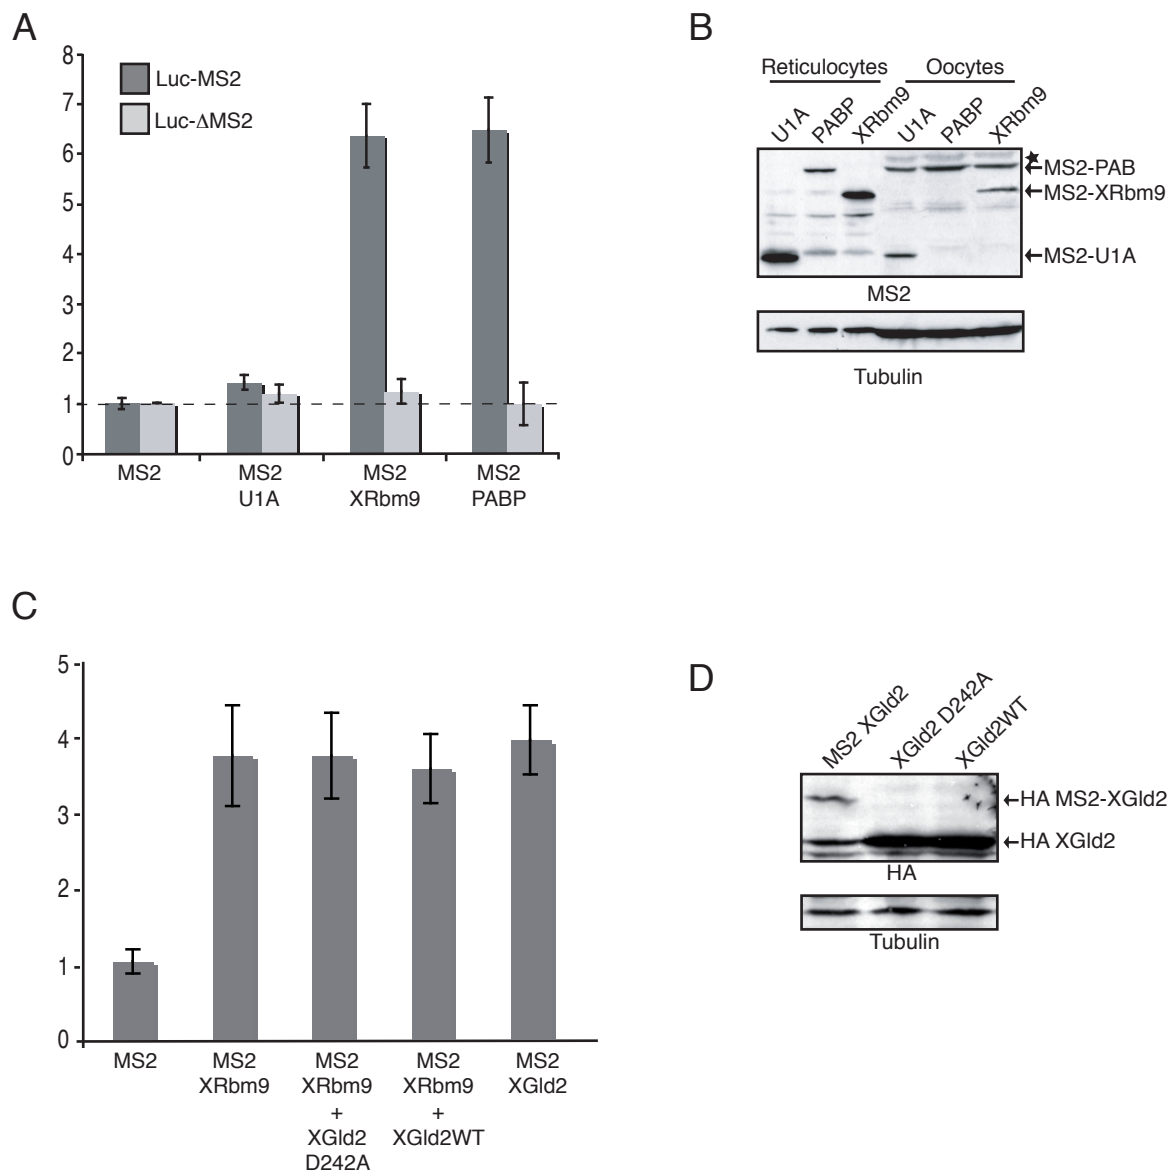 A
8
7
6
5
4
3
2
1
0
Luc-MS2
Luc-ΔMS2
MS2
MS2
U1A
MS2
XRbm9
MS2
PABP
B
Reticulocytes
Oocytes
U1A
PABP
XRbm9
U1A
PABP
XRbm9
MS2-PAB
MS2-XRbm9
MS2-U1A
MS2
Tubulin
C
5
4
3
2
1
0
MS2
MS2
XRbm9
MS2
XRbm9
+
XGld2
D242A
MS2
XRbm9
+
XGld2WT
MS2
XGld2
D
MS2 XGld2
XGld2 D242A
XGld2WT
HA MS2-XGld2
HA XGld2
HA
Tubulin